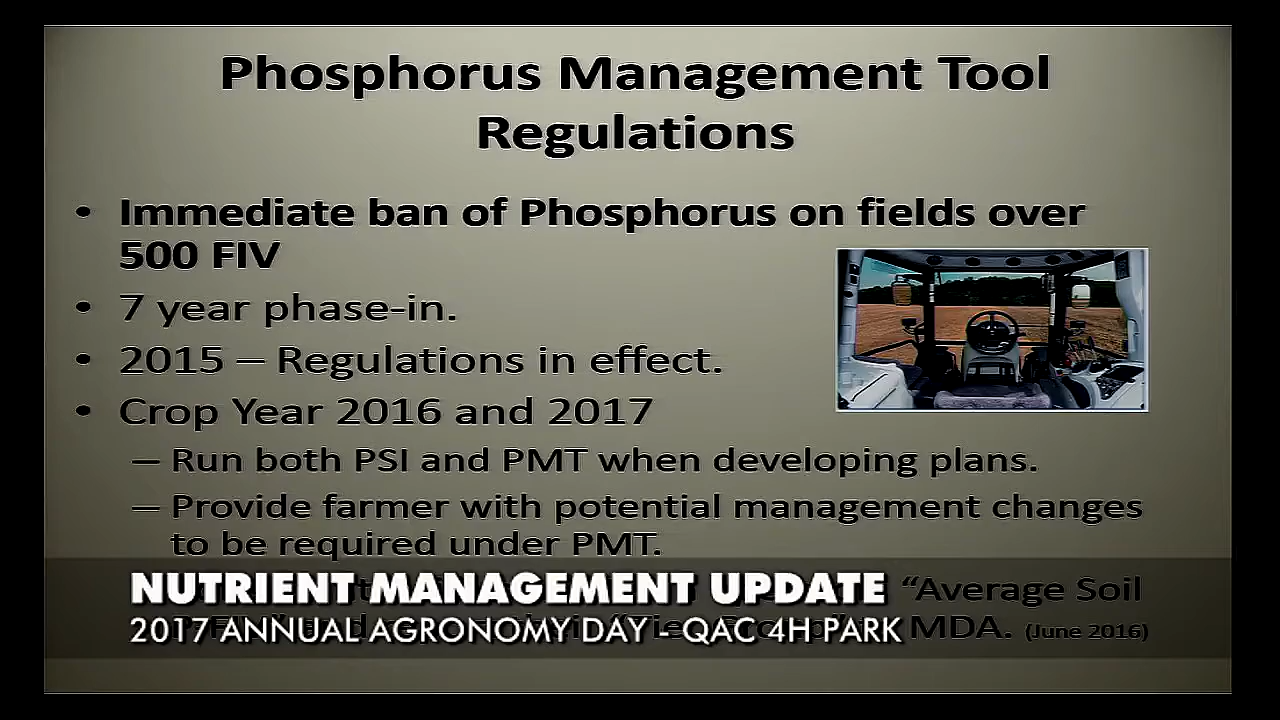 Phosphorus Management Tool
Regulations
• Immediate ban of Phosphorus on fields over
500 FIV
• 7 year phase-in.
• 2015 – Regulations in effect.
• Crop Year 2016 and 2017
– Run both PSI and PMT when developing plans.
– Provide farmer with potential management changes
to be required under PMT.
“Average Soil
MDA. (June 2016)
NUTRIENT MANAGEMENT UPDATE
2017 ANNUAL AGRONOMY DAY - QAC 4H PARK